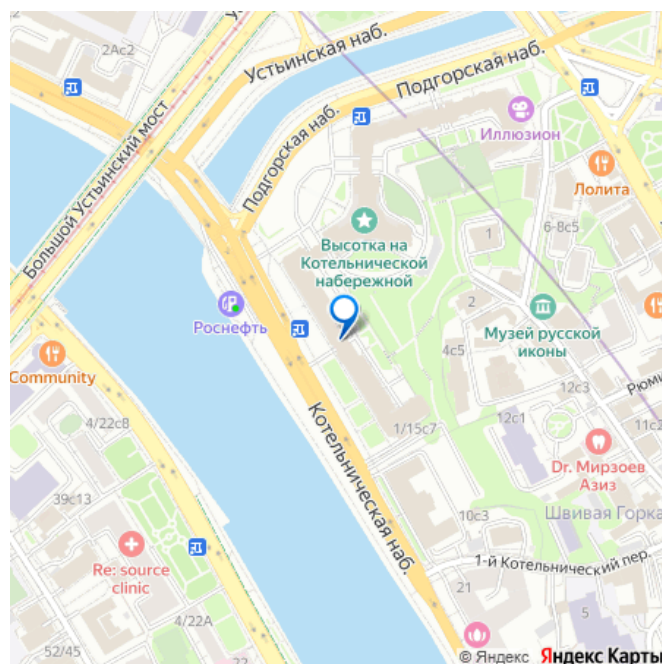 2Ас2
Устьинская наб.
Подгорская наб.
Иллюзион
Большой Устьинский мост
Подгорская наб.
Лолита
6-8с5
1
Высотка на
Котельнической
набережной
2
Роснефть
Музей русской
иконы
4с5
Community
12с3
4/22с8
Котельническая наб.
1/15с7
12с1
11с2
Dr. Мирзоев
Азиз
39с13
10с3
Швивая Горка
Re: source
clinic
1-й Котельнический пер.
21
5
4/22А
52/45
22
© Яндекс Яндекс Карты